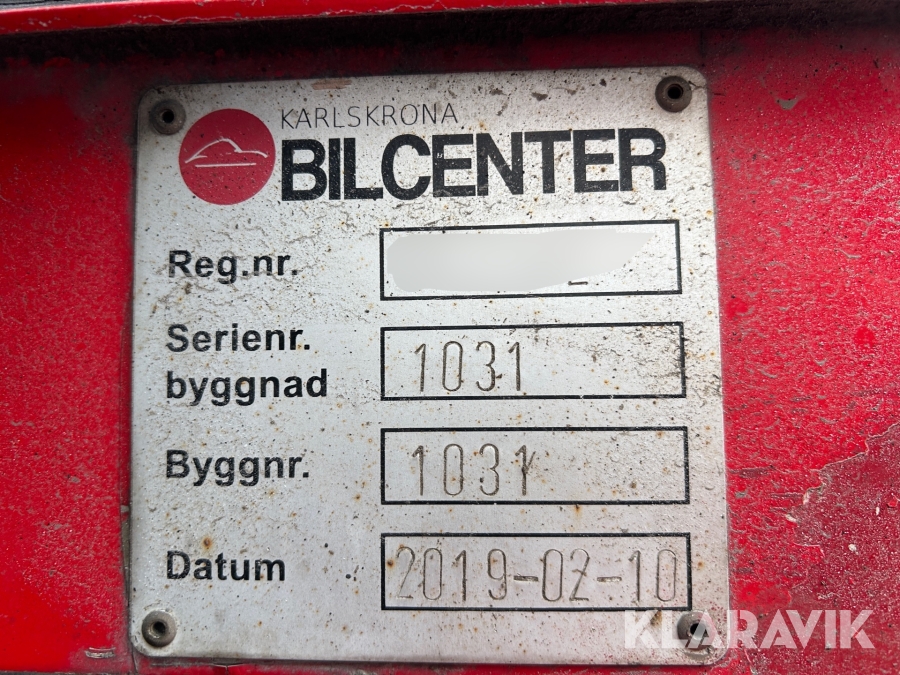 KARLSKRONA
BILCENTER
Reg.nr.
Serienr.
byggnad
1031
Byggnr.
1031
Datum
2019-02-10
KLARAVIK